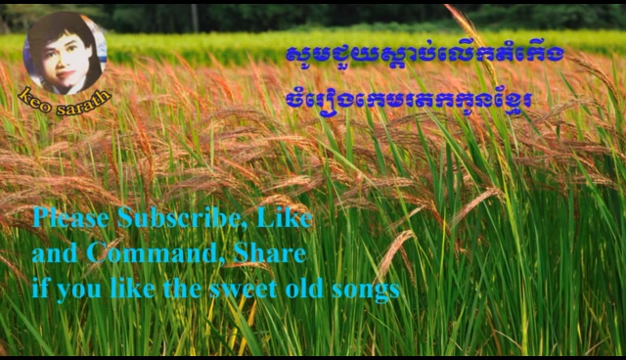 keo sarath
សូមជួយស្តាប់លើកតំកើង
ចំរៀងកេមរតកកូនខ្មែរ
Please Subscribe, Like
and Command, Share
if you like the sweet old songs